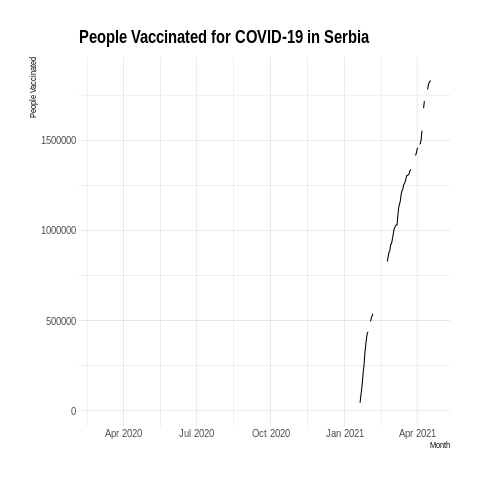 People Vaccinated for COVID-19 in Serbia
People Vaccinated
1500000
1000000
500000
0
Apr 2020 Jul 2020 Oct 2020 Jan 2021 Apr 2021
Month